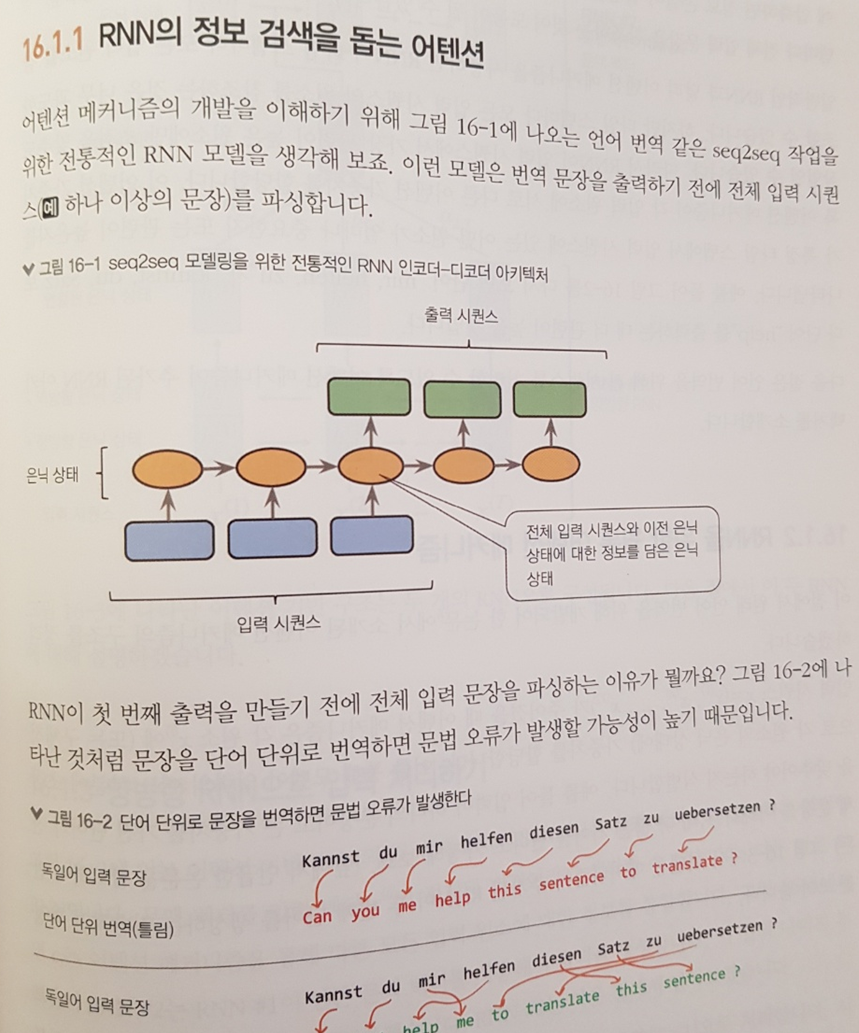 16.1.1 RNN의 정보 검색을 돕는 어텐션
어텐션 메커니즘의 개발을 이해하기 위해 그림 16-1에 나오는 언어 번역 같은 seq2seq 작업을
위한 전통적인 RNN 모델을 생각해 보죠. 이런 모델은 번역 문장을 출력하기 전에 전체 입력 시퀀
스(예 하나 이상의 문장)를 파싱합니다.
▼ 그림 16-1 seq2seq 모델링을 위한 전통적인 RNN 인코더-디코더 아키텍처
출력 시퀀스
은닉 상태
전체 입력 시퀀스와 이전 은닉
상태에 대한 정보를 담은 은닉
상태
입력 시퀀스
RNN이 첫 번째 출력을 만들기 전에 전체 입력 문장을 파싱하는 이유가 뭘까요? 그림 16-2에 나
타난 것처럼 문장을 단어 단위로 번역하면 문법 오류가 발생할 가능성이 높기 때문입니다.
▼ 그림 16-2 단어 단위로 문장을 번역하면 문법 오류가 발생한다
독일어 입력 문장 Kannst du mir helfen diesen Satz zu uebersetzen ?
단어 단위 번역(틀림) Can you me help this sentence to translate ?
독일어 입력 문장 Kannst du mir helfen diesen Satz zu uebersetzen ?
help me to translate this sentence ?